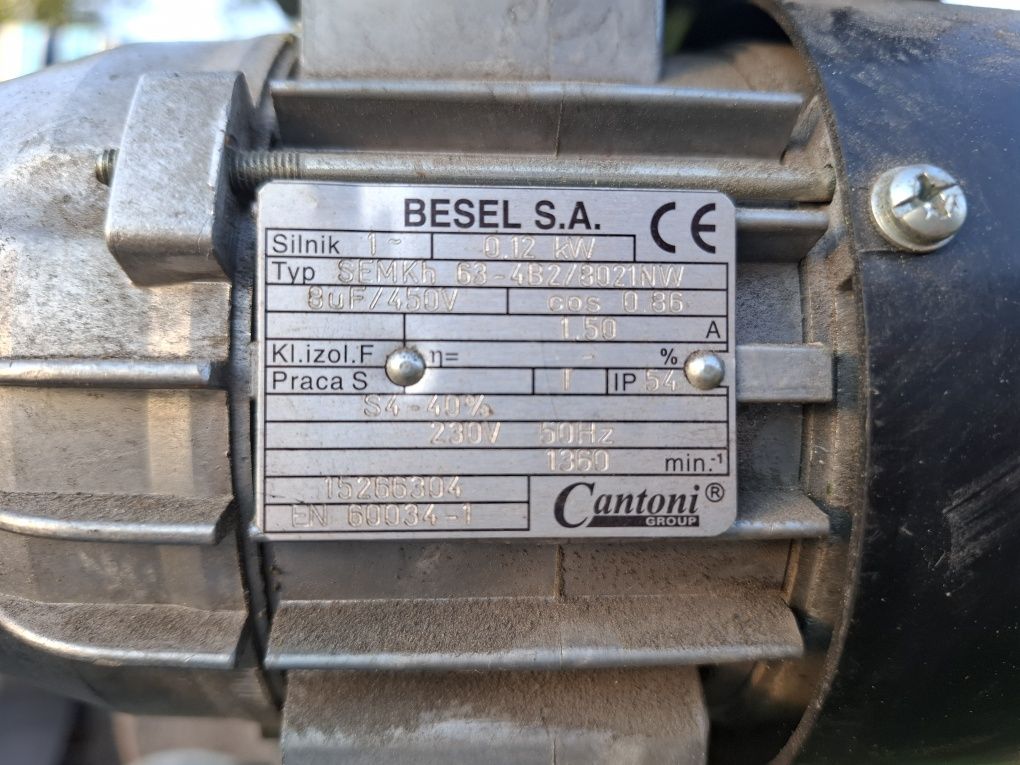 BESEL S.A. CE
Silnik 1~ 0.12 kW
Typ SEMKh 63-4B2/8021NW
8uF/450V cos 0.86
1.50 A
Kl.izol.F η= - %
Praca S I IP 54
S4-40%
230V 50Hz
1360 min.⁻¹
15266304
EN 60034-1
Cantoni®
GROUP